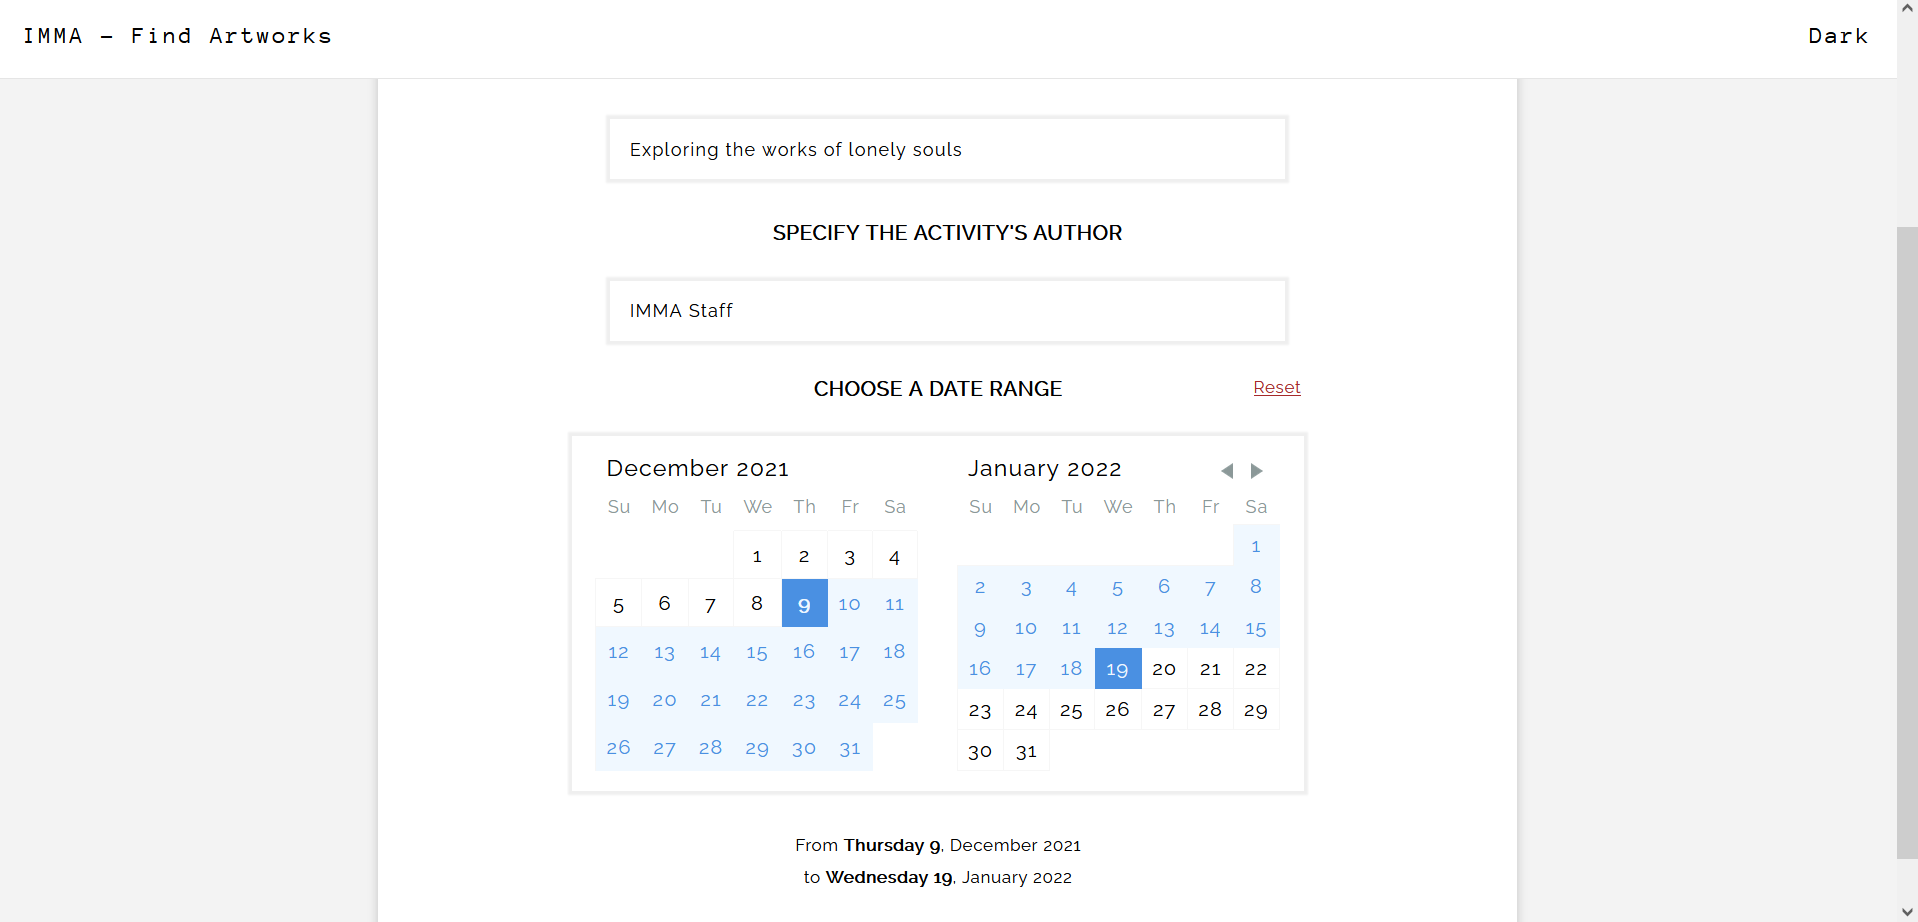 IMMA - Find Artworks
Dark
Exploring the works of lonely souls
SPECIFY THE ACTIVITY'S AUTHOR
IMMA Staff
CHOOSE A DATE RANGE
Reset
December 2021
Su Mo Tu We Th Fr Sa
1 2 3 4
5 6 7 8 9 10 11
12 13 14 15 16 17 18
19 20 21 22 23 24 25
26 27 28 29 30 31
January 2022
Su Mo Tu We Th Fr Sa
1
2 3 4 5 6 7 8
9 10 11 12 13 14 15
16 17 18 19 20 21 22
23 24 25 26 27 28 29
30 31
From Thursday 9, December 2021
to Wednesday 19, January 2022